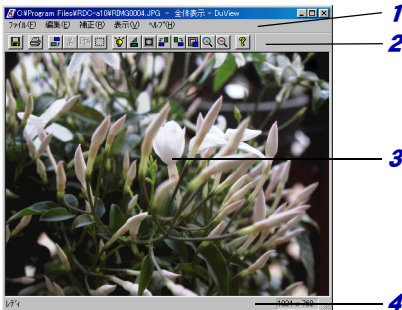 C:¥Program Files¥RDC-a10¥RBMG0004.JPG - 全体表示 - DuView
ファイル(F) 編集(E) 補正(R) 表示(V) ヘルプ(H)
1
2
?
3
レディ
1024 x 768
4